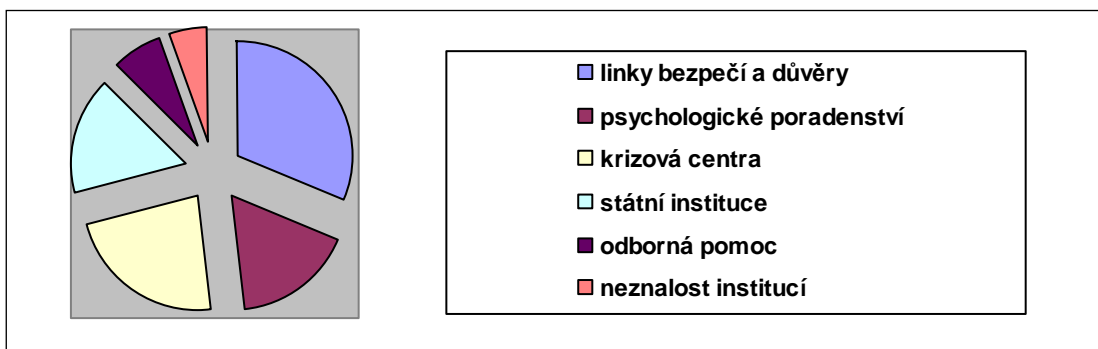 linky bezpečí a důvěry
psychologické poradenství
krizová centra
státní instituce
odborná pomoc
neznalost institucí